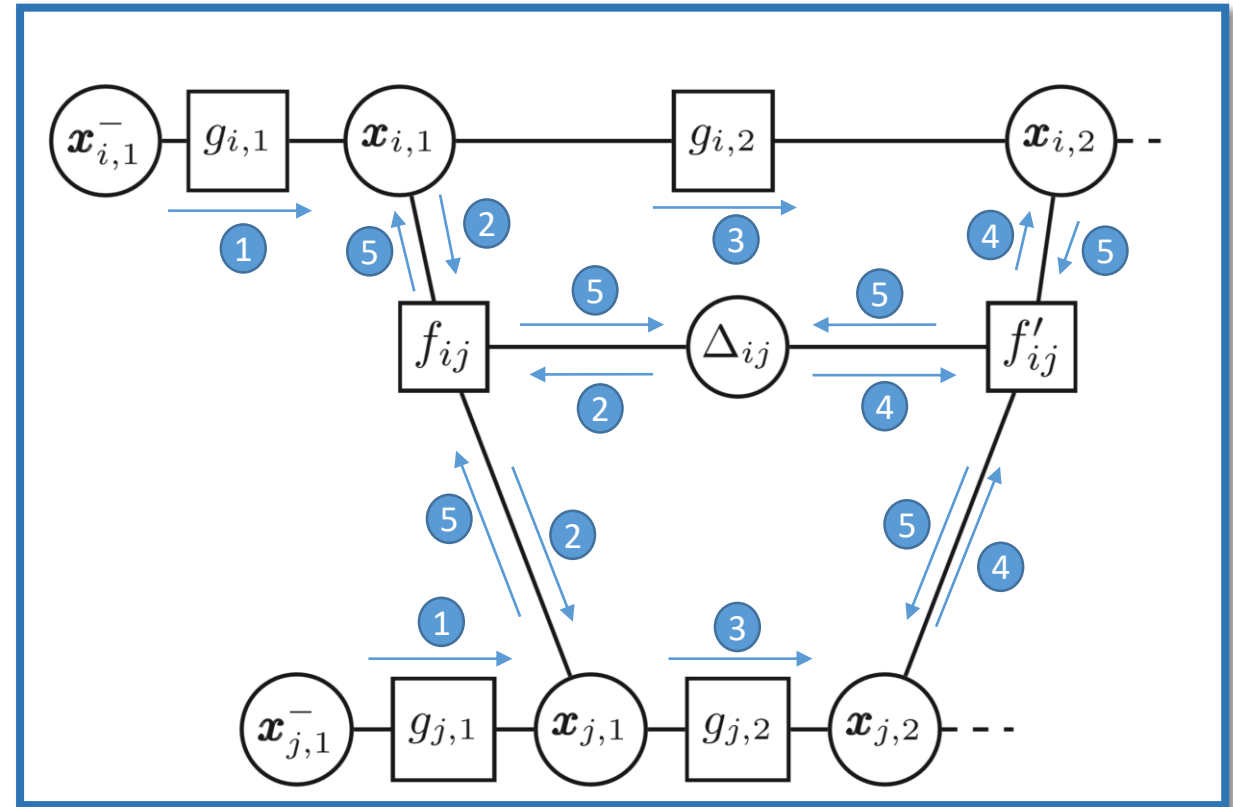 x⁻ᵢ,₁ gᵢ,₁ xᵢ,₁ gᵢ,₂ xᵢ,₂
1 5 2 3 4 5
5 5
fᵢⱼ Δᵢⱼ f′ᵢⱼ
2 4
5 2 5 4
1 3
x⁻ⱼ,₁ gⱼ,₁ xⱼ,₁ gⱼ,₂ xⱼ,₂